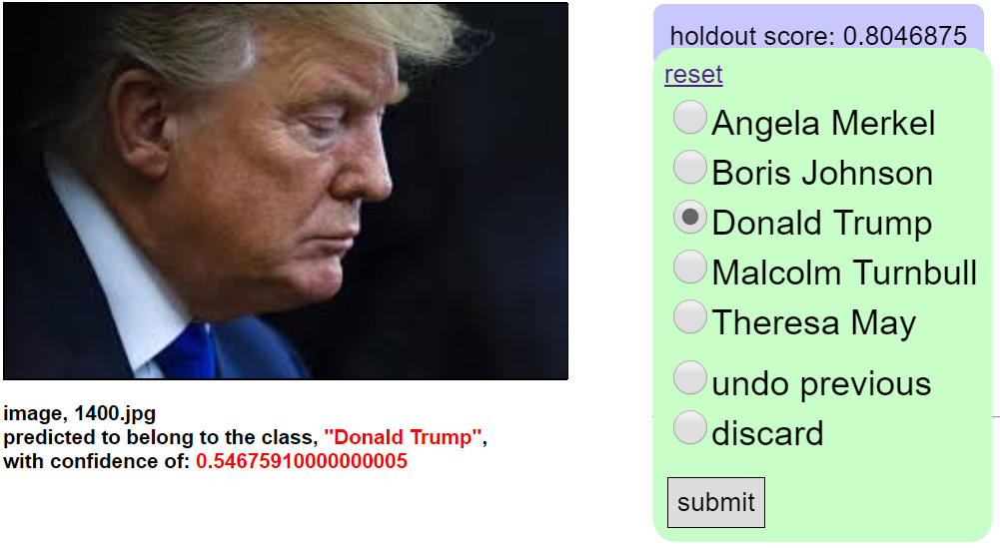 holdout score: 0.8046875
reset
Angela Merkel
Boris Johnson
Donald Trump
Malcolm Turnbull
Theresa May
undo previous
discard
submit
image, 1400.jpg
predicted to belong to the class, "Donald Trump",
with confidence of: 0.54675910000000005